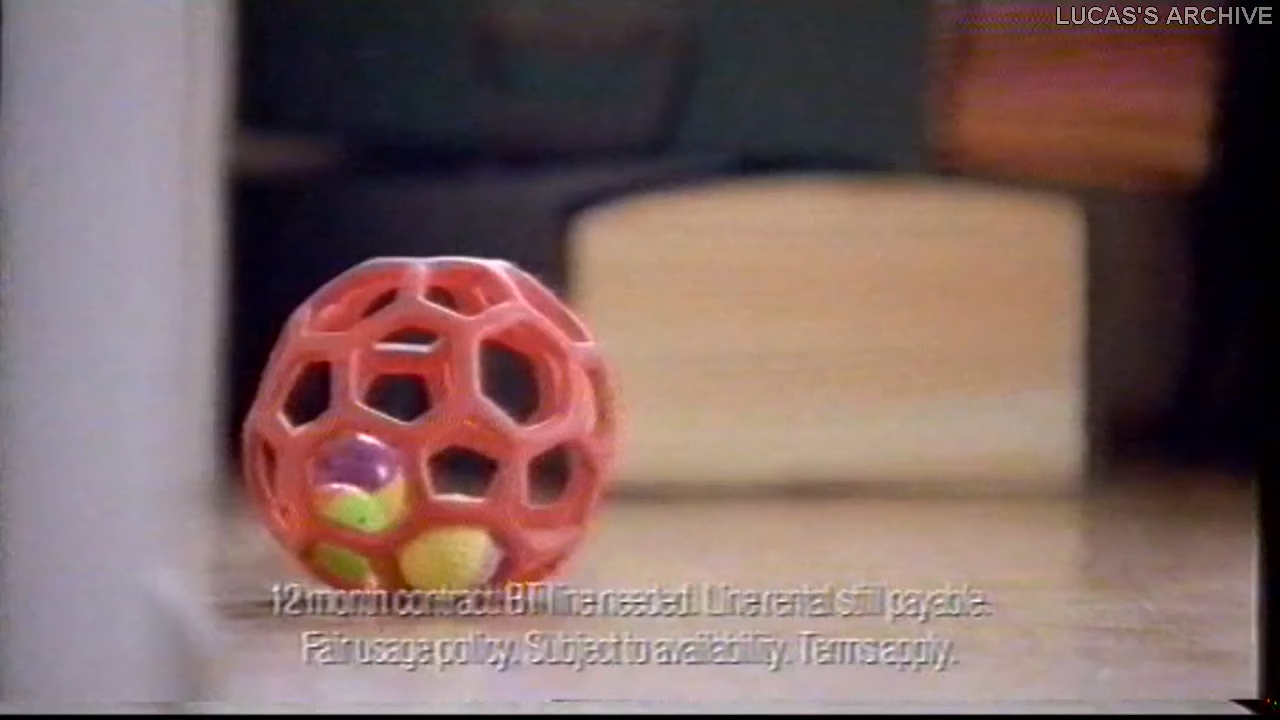 LUCAS'S ARCHIVE
12 month contract. BT line needed. Line rental still payable.
Fair usage policy. Subject to availability. Terms apply.